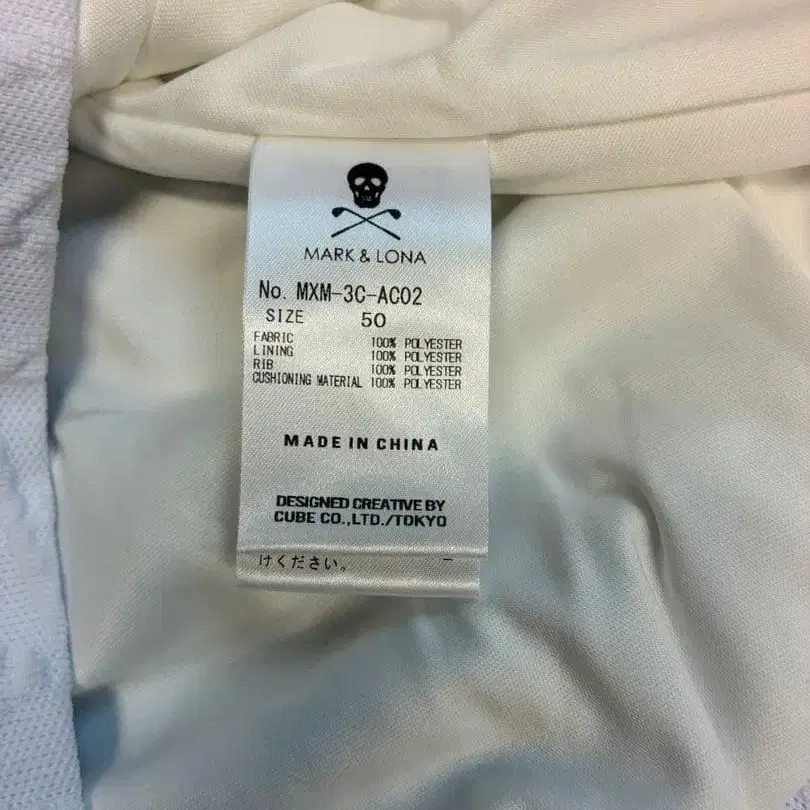 MARK & LONA
No. MXM-3C-AC02
SIZE 50
FABRIC 100% POLYESTER
LINING 100% POLYESTER
RIB 100% POLYESTER
CUSHIONING MATERIAL 100% POLYESTER
MADE IN CHINA
DESIGNED CREATIVE BY
CUBE CO.,LTD./TOKYO
けください。